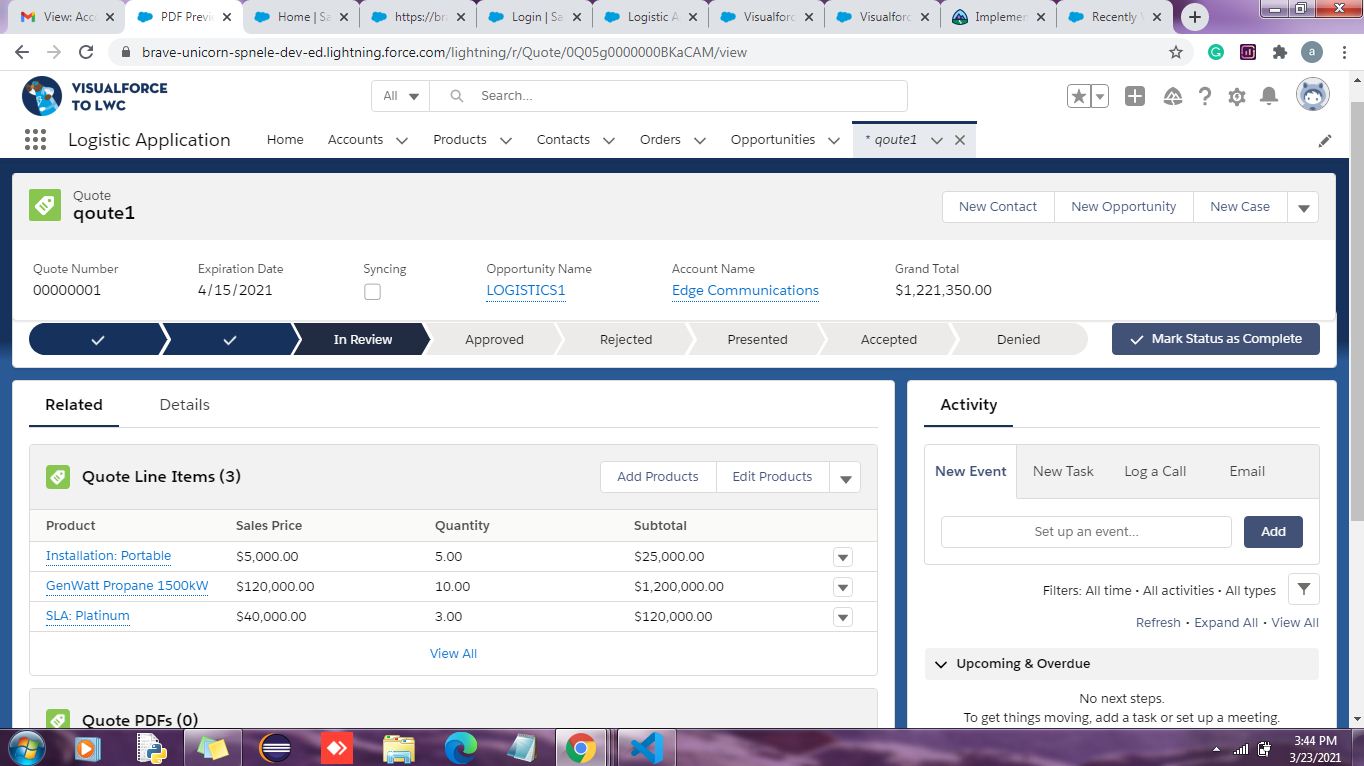 View: Acc
PDF Previ
Home | Sa
https://br
Login | Sa
Logistic A
Visualforc
Visualforc
Implemen
Recently
brave-unicorn-spnele-dev-ed.lightning.force.com/lightning/r/Quote/0Q05g0000000BKaCAM/view
a
VISUALFORCE
TO LWC
All
Search...
Logistic Application
Home
Accounts
Products
Contacts
Orders
Opportunities
* qoute1
Quote
qoute1
New Contact
New Opportunity
New Case
Quote Number
Expiration Date
Syncing
Opportunity Name
Account Name
Grand Total
00000001
4/15/2021
LOGISTICS1
Edge Communications
$1,221,350.00
In Review
Approved
Rejected
Presented
Accepted
Denied
Mark Status as Complete
Related
Details
Quote Line Items (3)
Add Products
Edit Products
Product
Sales Price
Quantity
Subtotal
Installation: Portable
$5,000.00
5.00
$25,000.00
GenWatt Propane 1500kW
$120,000.00
10.00
$1,200,000.00
SLA: Platinum
$40,000.00
3.00
$120,000.00
View All
Quote PDFs (0)
Activity
New Event
New Task
Log a Call
Email
Set up an event...
Add
Filters: All time • All activities • All types
Refresh • Expand All • View All
Upcoming & Overdue
No next steps.
To get things moving, add a task or set up a meeting.
3:44 PM
3/23/2021